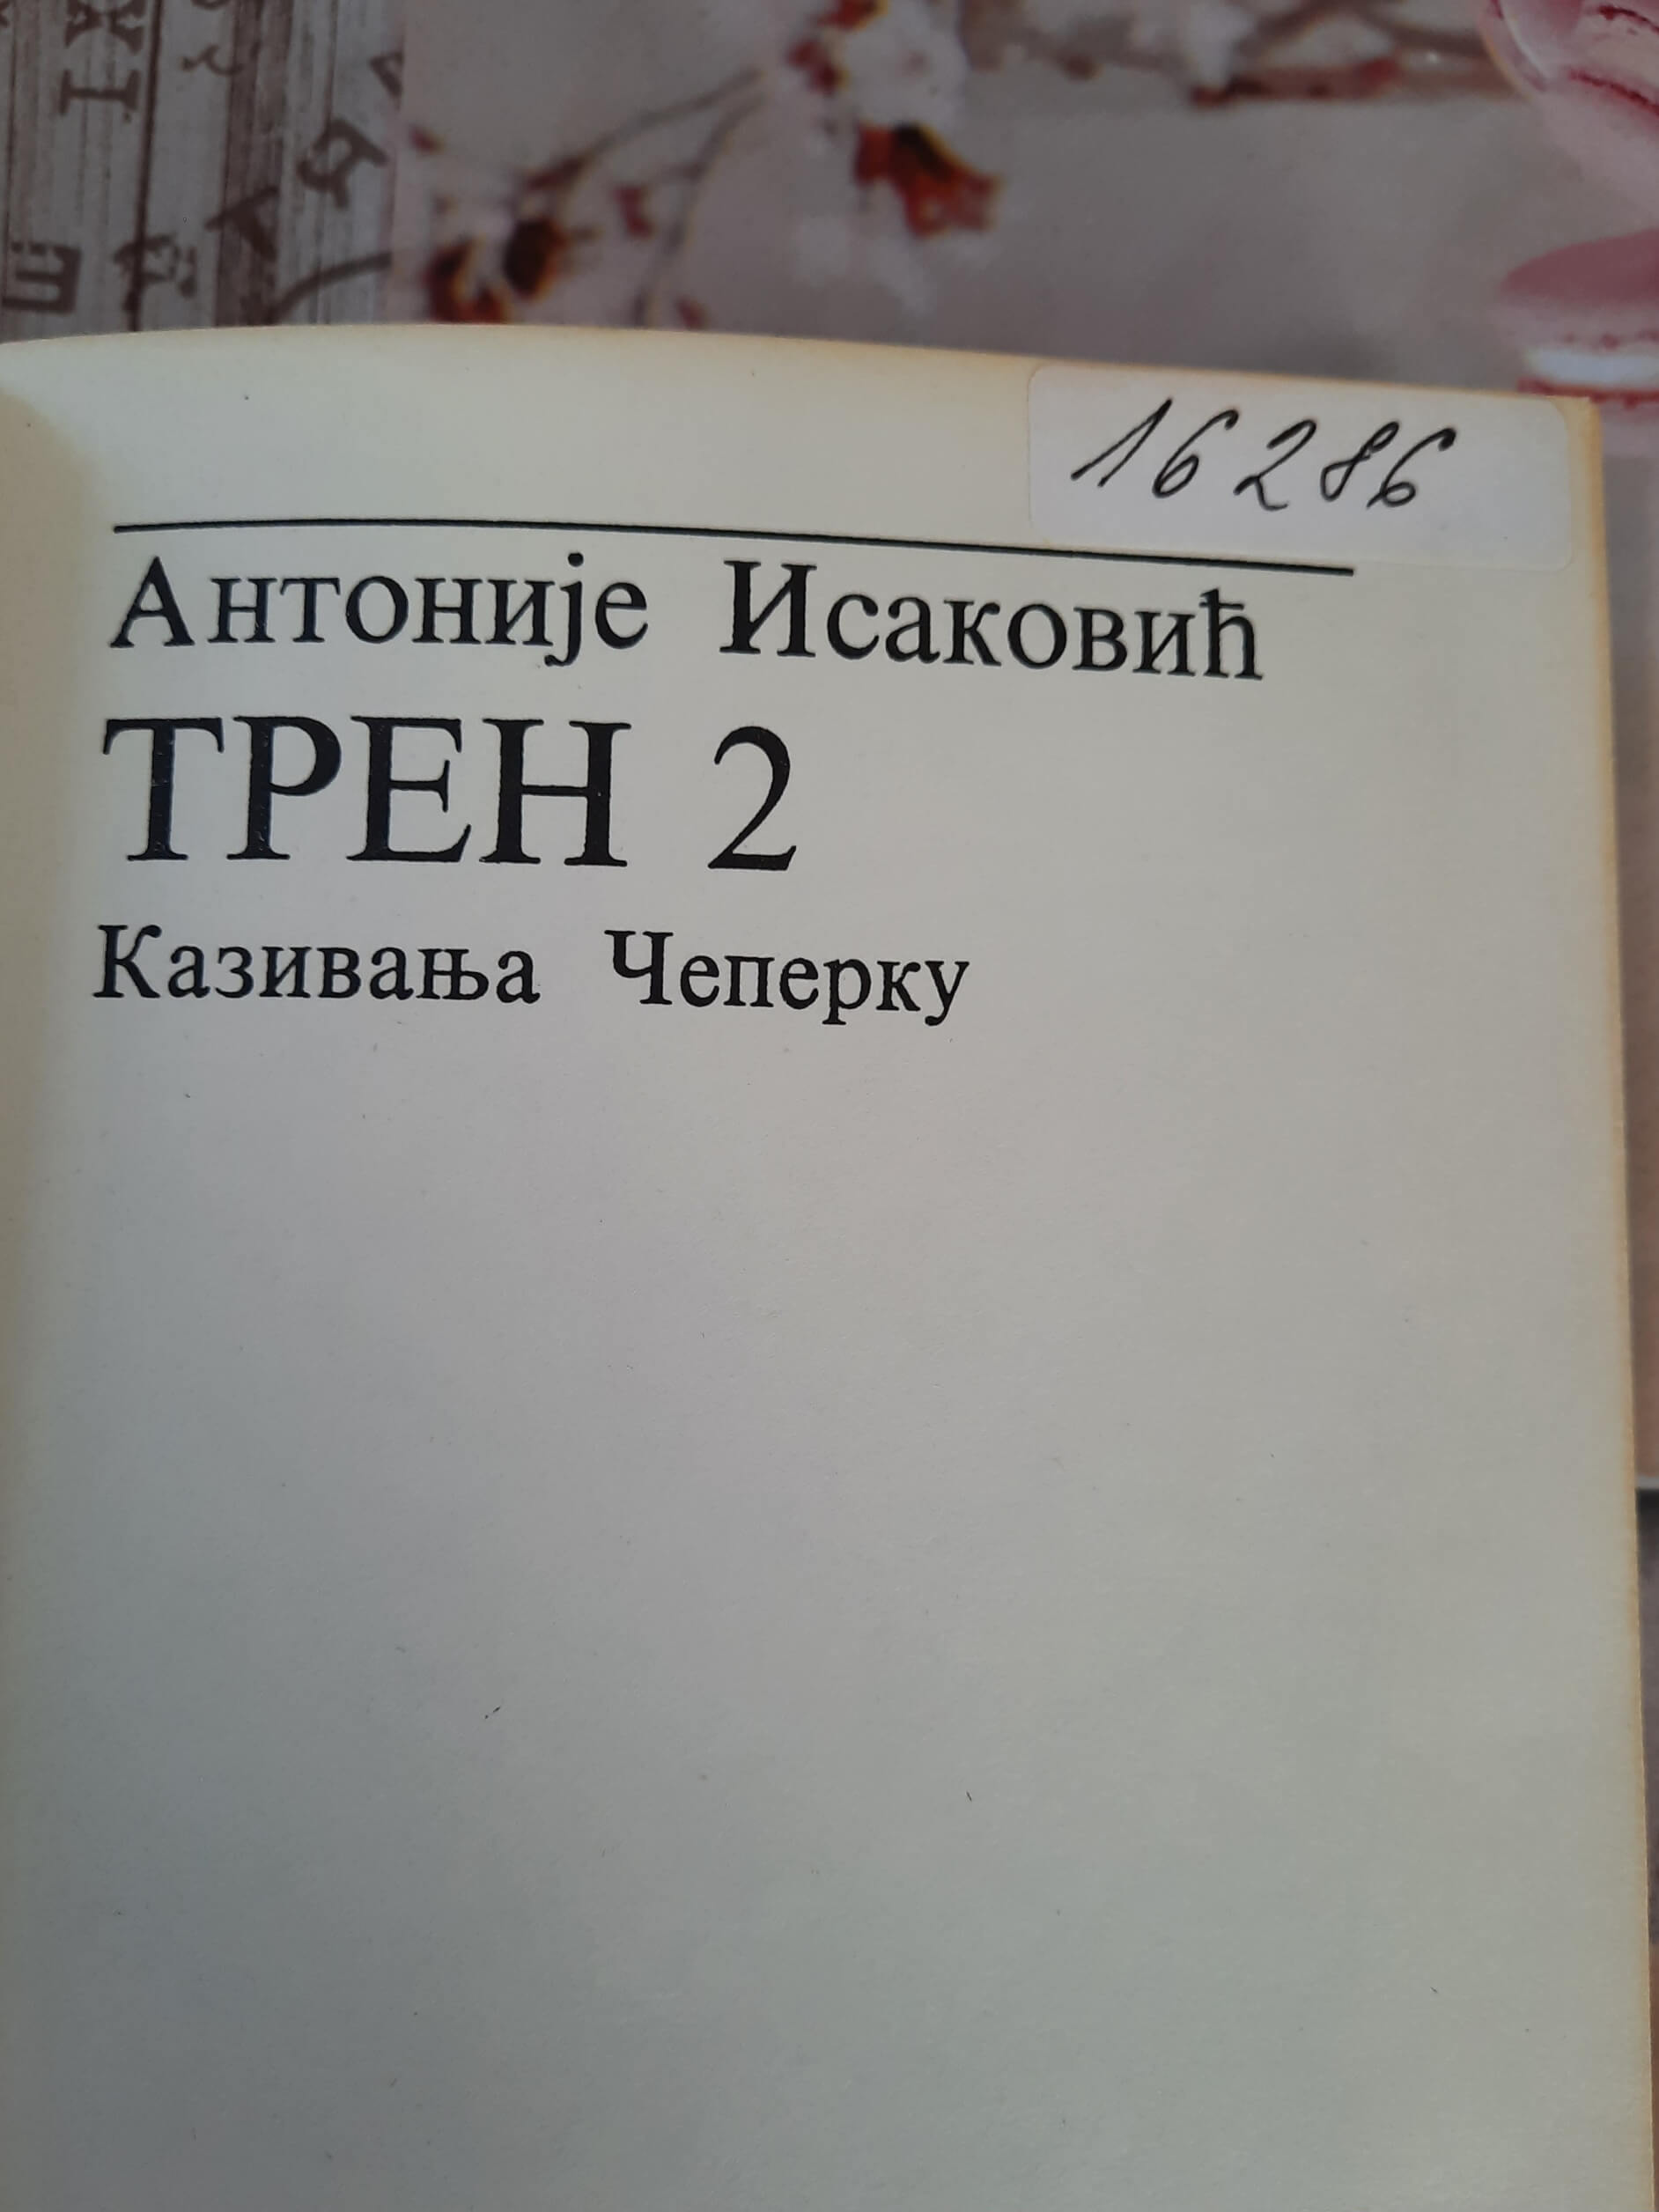 16286
Антоније Исаковић
ТРЕН 2
Казивања Чеперку